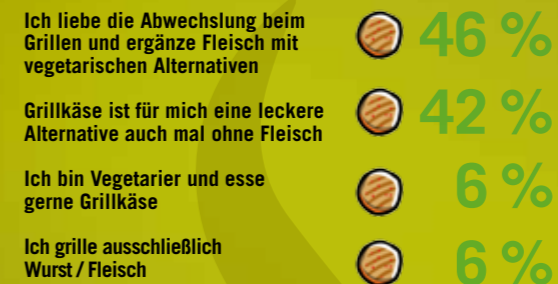 Ich liebe die Abwechslung beim
Grillen und ergänze Fleisch mit
vegetarischen Alternativen
46 %
Grillkäse ist für mich eine leckere
Alternative auch mal ohne Fleisch
42 %
Ich bin Vegetarier und esse
gerne Grillkäse
6 %
Ich grille ausschließlich
Wurst / Fleisch
6 %